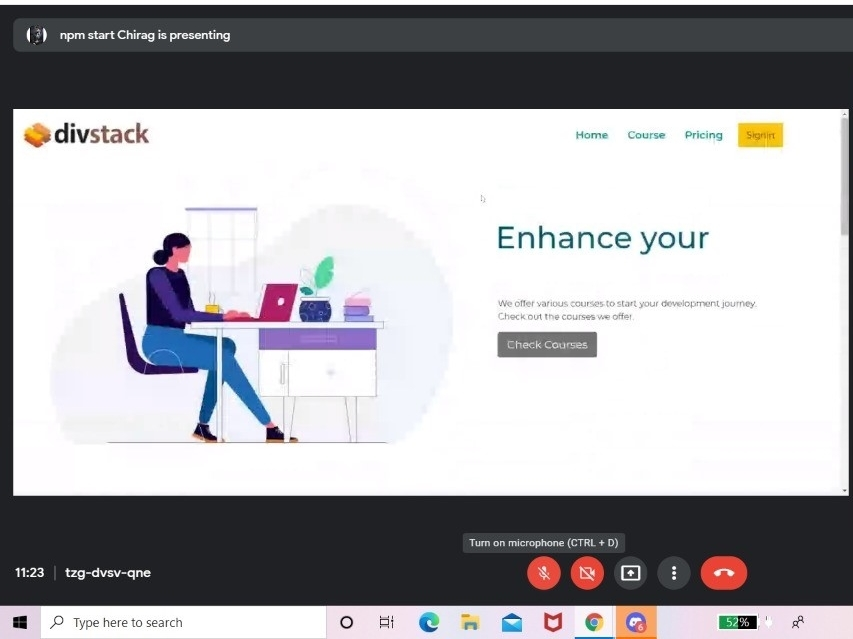 npm start Chirag is presenting
divstack
Home Course Pricing Signin
Enhance your
We offer various courses to start your development journey.
Check out the courses we offer.
Check Courses
Turn on microphone (CTRL + D)
11:23 | tzg-dvsv-qne
Type here to search
6
52%